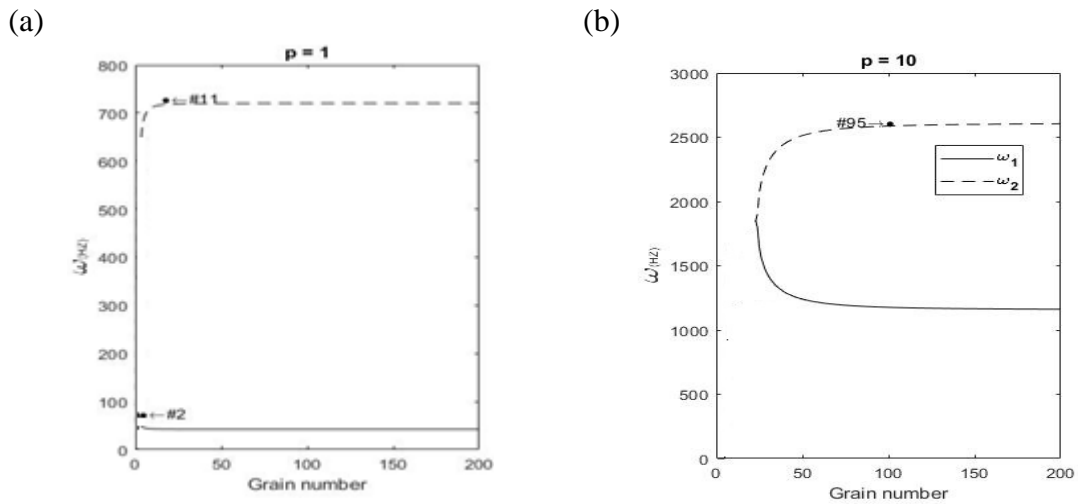 (a)
p = 1
800
700
600
500
400
300
200
100
0
ω(HZ)
←#11
←#2
0 50 100 150 200
Grain number
(b)
p = 10
3000
2500
2000
1500
1000
500
0
ω(HZ)
#95→
ω1
ω2
0 50 100 150 200
Grain number